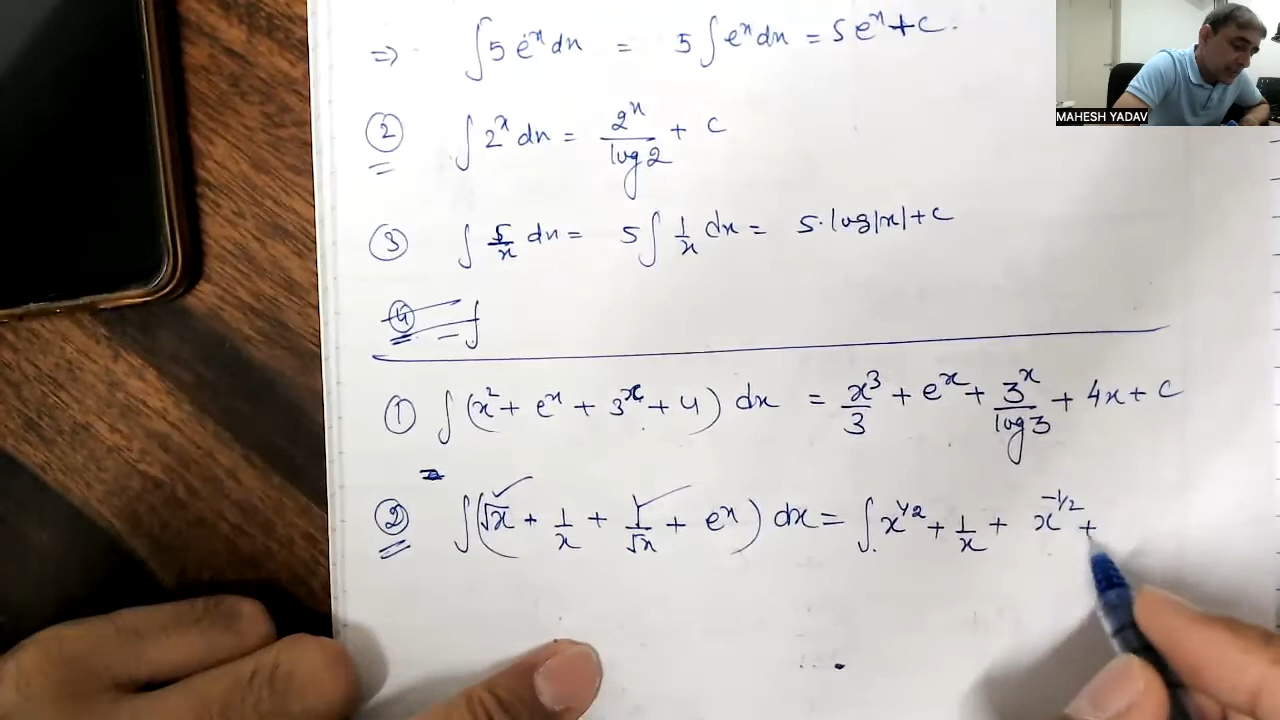 ⇒ ∫5 eˣ dx = 5 ∫eˣ dx = 5 eˣ + c.
② ∫ 2ˣ dx = 2ˣ/log 2 + c
③ ∫ 5/x dx = 5 ∫ 1/x dx = 5·log|x| + c
④ = ∫
① ∫(x² + eˣ + 3ˣ + 4) dx = x³/3 + eˣ + 3ˣ/log 3 + 4x + c
② ∫(√x + 1/x + 1/√x + eˣ) dx = ∫ x^1/2 + 1/x + x^-1/2 +
MAHESH YADAV